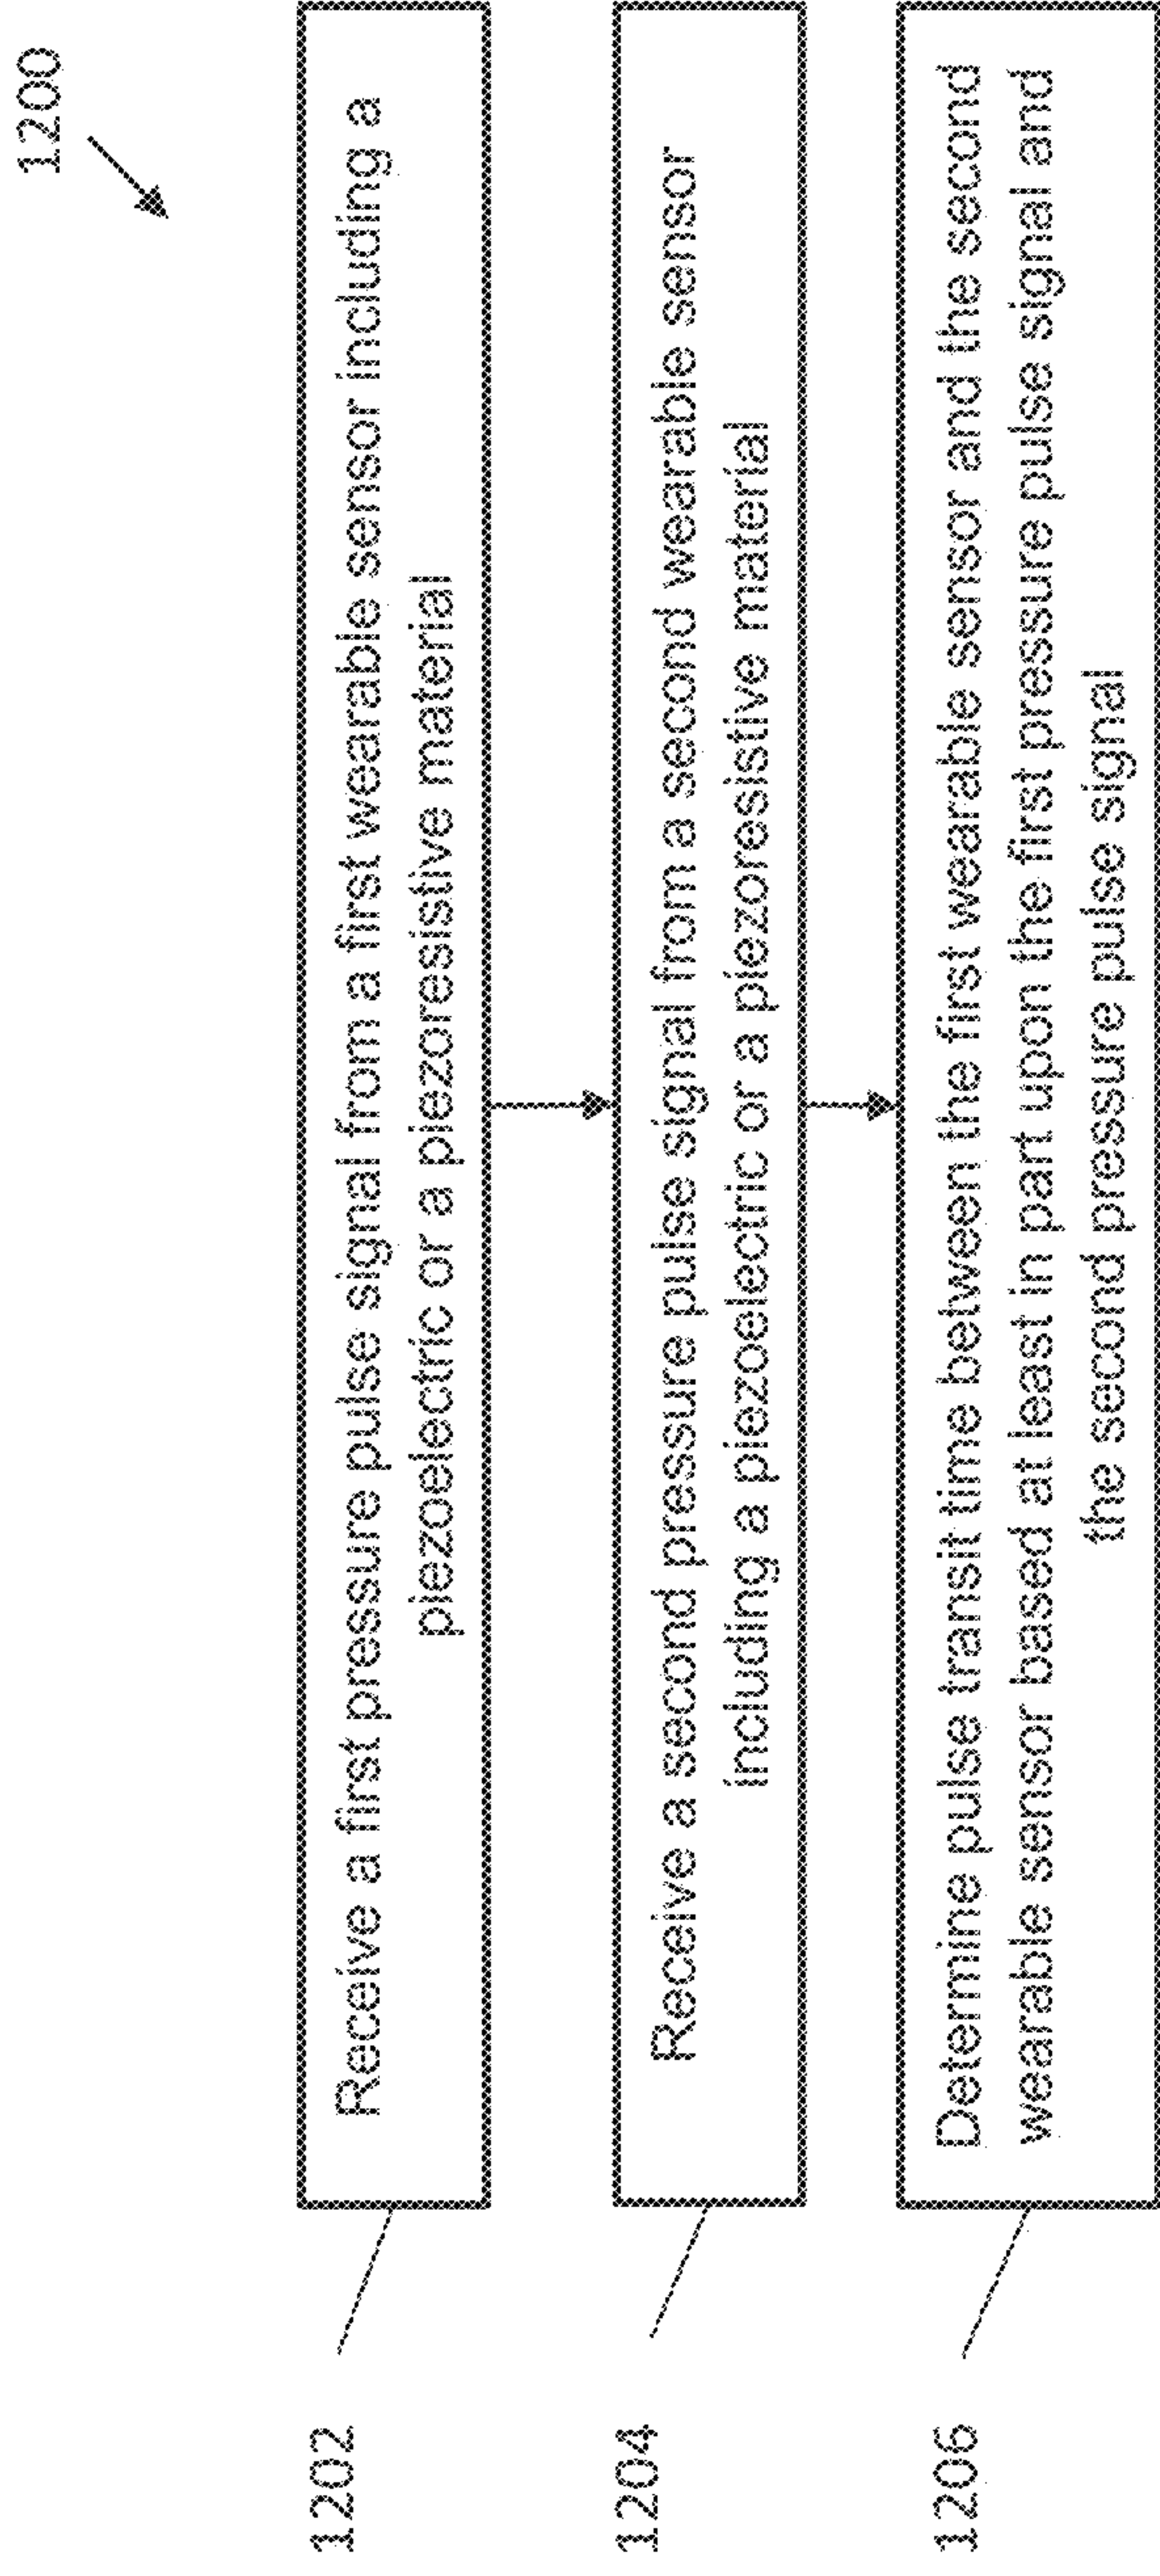 1200
1202
Receive a first pressure pulse signal from a first wearable sensor including a
piezoelectric or a piezoresistive material
1204
Receive a second pressure pulse signal from a second wearable sensor
including a piezoelectric or a piezoresistive material
1206
Determine pulse transit time between the first wearable sensor and the second
wearable sensor based at least in part upon the first pressure pulse signal and
the second pressure pulse signal